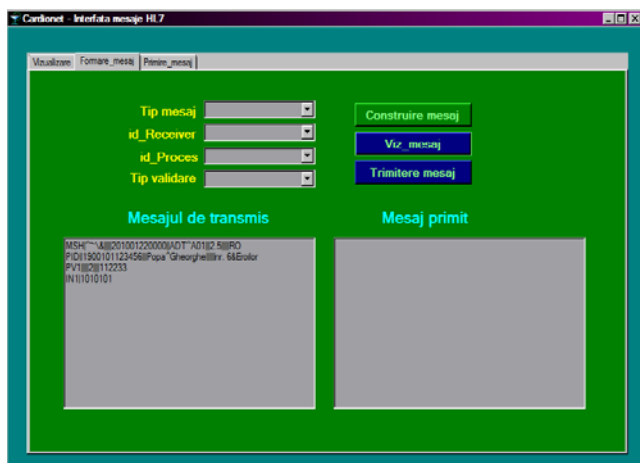 Cardionet - Interfata mesaje HL7
Vizualizare Formare_mesaj Primire_mesaj
Tip mesaj
id_Receiver
id_Proces
Tip validare
Construire mesaj
Viz_mesaj
Trimitere mesaj
Mesajul de transmis
MSH|^~\&||||201001220000||ADT^A01||2.5||||RO
PID||1900101123456||Popa^Gheorghe||||nr. 6&Eroilor
PV1||||2|||112233
IN1|1010101
Mesaj primit